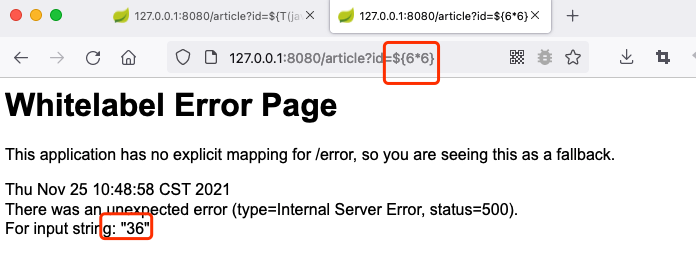 127.0.0.1:8080/article?id=${T(ja
127.0.0.1:8080/article?id=${6*6}
127.0.0.1:8080/article?id=${6*6}
Whitelabel Error Page
This application has no explicit mapping for /error, so you are seeing this as a fallback.
Thu Nov 25 10:48:58 CST 2021
There was an unexpected error (type=Internal Server Error, status=500).
For input string: "36"